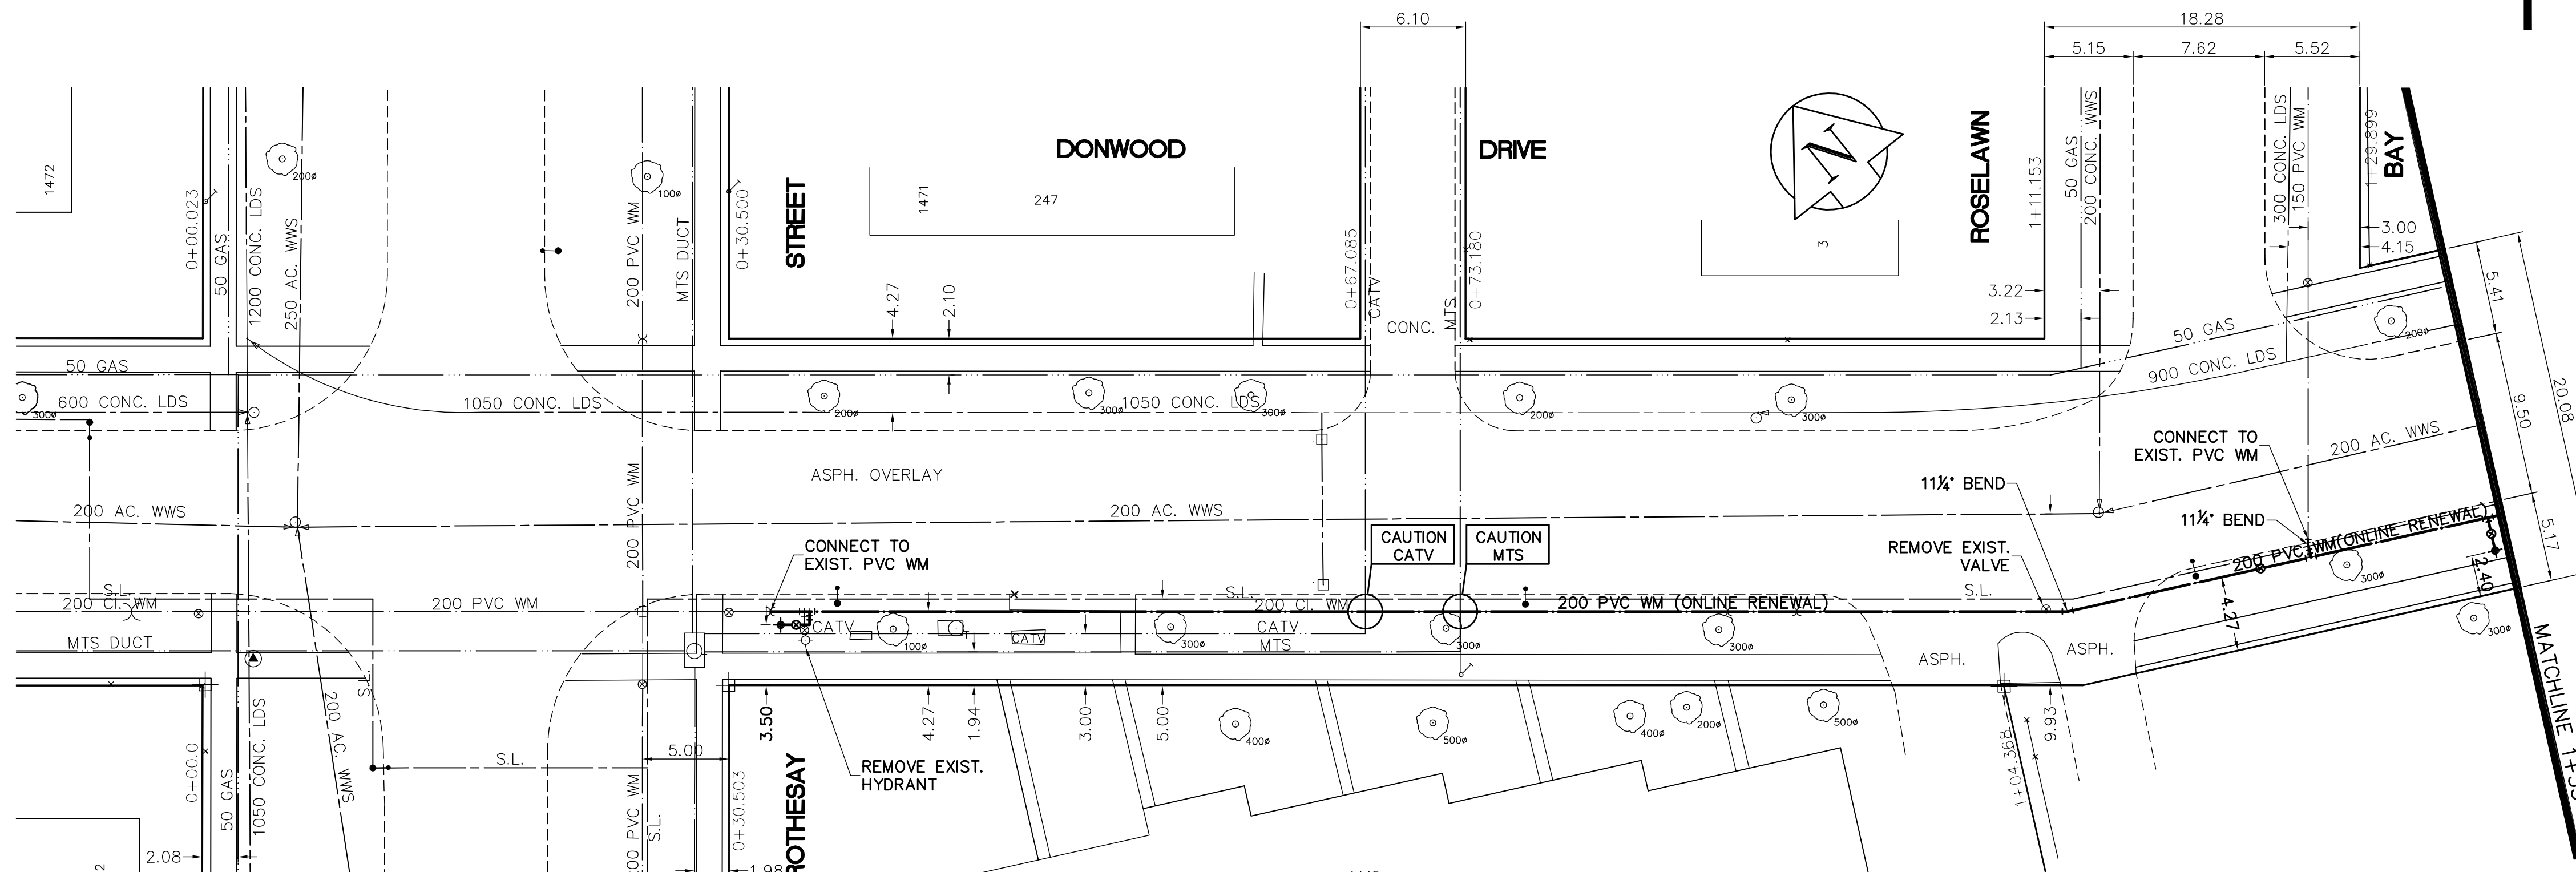 6.10
18.28
5.15
7.62
5.52
1472
200ø
0+00.023
50 GAS
1200 CONC. LDS
250 AC. WWS
100ø
200 PVC WM
MTS DUCT
0+30.500
STREET
DONWOOD
DRIVE
1471
247
4.27
2.10
0+67.085
CATV
CONC.
MTS
0+73.180
N
3
ROSELAWN
1+11.153
50 GAS
200 CONC. WWS
300 CONC. LDS
150 PVC WM
1+29.899
BAY
3.00
4.15
3.22
2.13
5.41
20.08
9.50
5.17
50 GAS
200ø
900 CONC. LDS
50 GAS
300ø
600 CONC. LDS
1050 CONC. LDS
200ø
300ø
1050 CONC. LDS
300ø
200ø
300ø
ASPH. OVERLAY
200 PVC WM
200 AC. WWS
200 AC. WWS
200 AC. WWS
CONNECT TO
EXIST. PVC WM
11¼° BEND
11¼° BEND
CAUTION
CATV
CAUTION
MTS
CONNECT TO
EXIST. PVC WM
REMOVE EXIST.
VALVE
200 PVC WM(ONLINE RENEWAL)
2.40
300ø
4.27
S.L.
200 CI. WM
200 PVC WM
S.L.
200 CI. WM
200 PVC WM (ONLINE RENEWAL)
S.L.
MTS DUCT
CATV
100ø
T
CATV
300ø
CATV
MTS
300ø
300ø
ASPH.
ASPH.
300ø
MATCHLINE 1+
S.L.
200 AC. WWS
0+00.0
50 GAS
1050 CONC. LDS
S.L.
5.00
3.50
4.27
1.94
3.00
5.00
400ø
500ø
400ø
200ø
500ø
1+04.368
9.93
REMOVE EXIST.
HYDRANT
ROTHESAY
0+30.503
S.L.
00 PVC WM
2.08
2
1.98